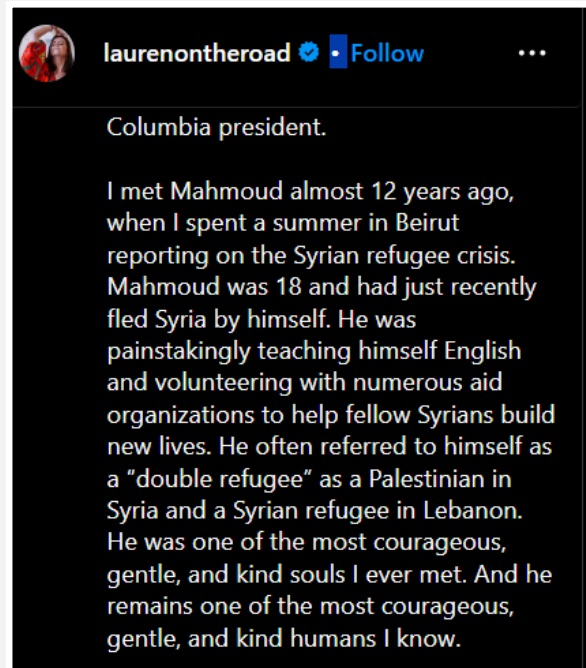 laurenontheroad • Follow ...
Columbia president.
I met Mahmoud almost 12 years ago,
when I spent a summer in Beirut
reporting on the Syrian refugee crisis.
Mahmoud was 18 and had just recently
fled Syria by himself. He was
painstakingly teaching himself English
and volunteering with numerous aid
organizations to help fellow Syrians build
new lives. He often referred to himself as
a “double refugee” as a Palestinian in
Syria and a Syrian refugee in Lebanon.
He was one of the most courageous,
gentle, and kind souls I ever met. And he
remains one of the most courageous,
gentle, and kind humans I know.